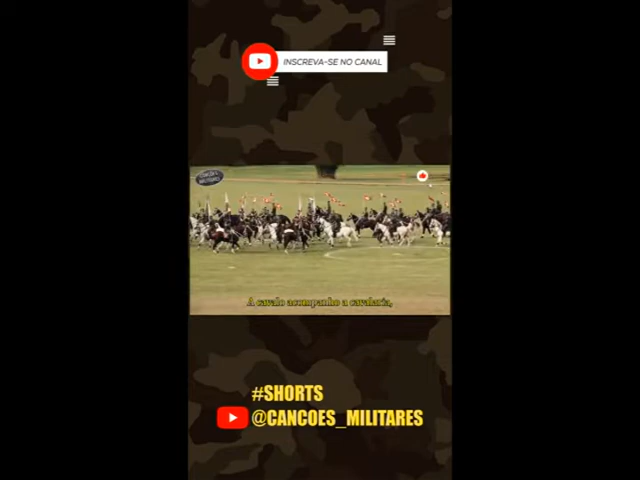 INSCREVA-SE NO CANAL
A cavalo acompanho a cavalaria,
#SHORTS
@CANCOES_MILITARES